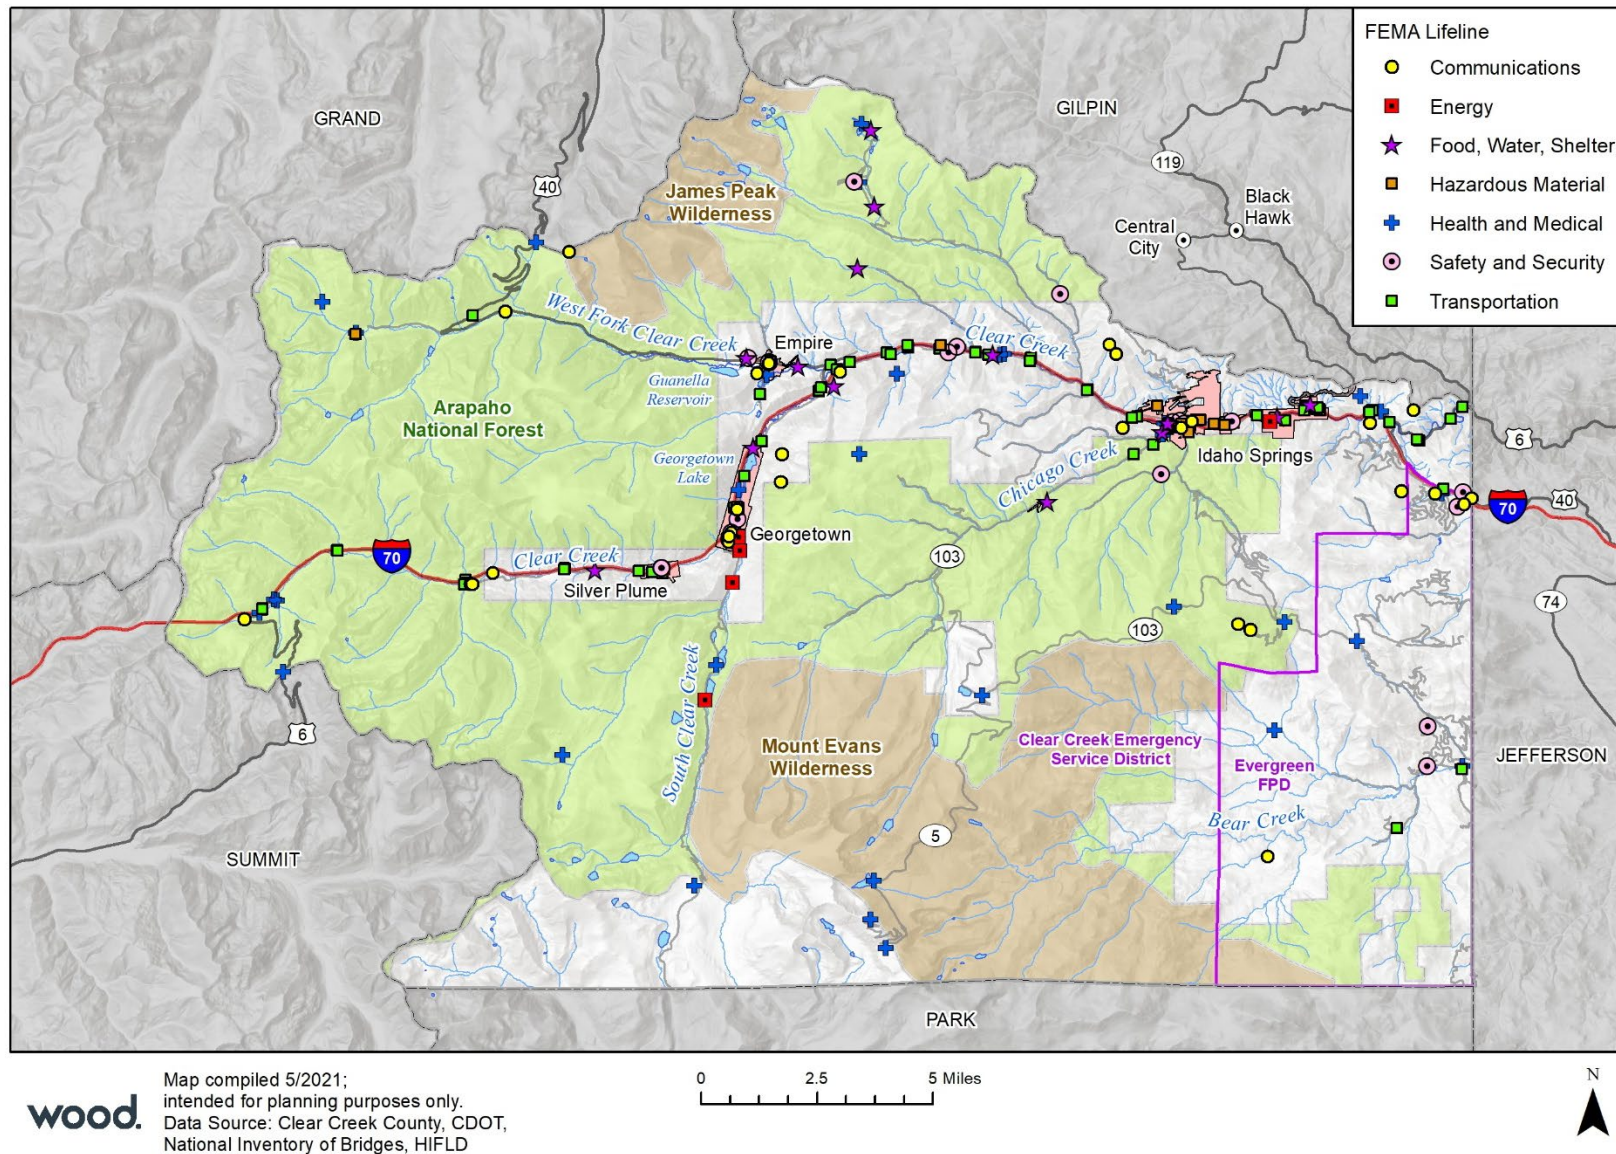 FEMA Lifeline
Communications
Energy
Food, Water, Shelter
Hazardous Material
Health and Medical
Safety and Security
Transportation
GRAND
GILPIN
119
40
Black
Hawk
Central
City
James Peak
Wilderness
West Fork Clear Creek
Empire
Clear Creek
Guanella
Reservoir
Arapaho
National Forest
Georgetown
Lake
Chicago Creek
Idaho Springs
6
40
70
Georgetown
70
Clear Creek
Silver Plume
103
74
103
South Clear Creek
6
Mount Evans
Wilderness
Clear Creek Emergency
Service District
Evergreen
FPD
JEFFERSON
Bear Creek
5
SUMMIT
PARK
wood.
Map compiled 5/2021;
intended for planning purposes only.
Data Source: Clear Creek County, CDOT,
National Inventory of Bridges, HIFLD
0 2.5 5 Miles
N